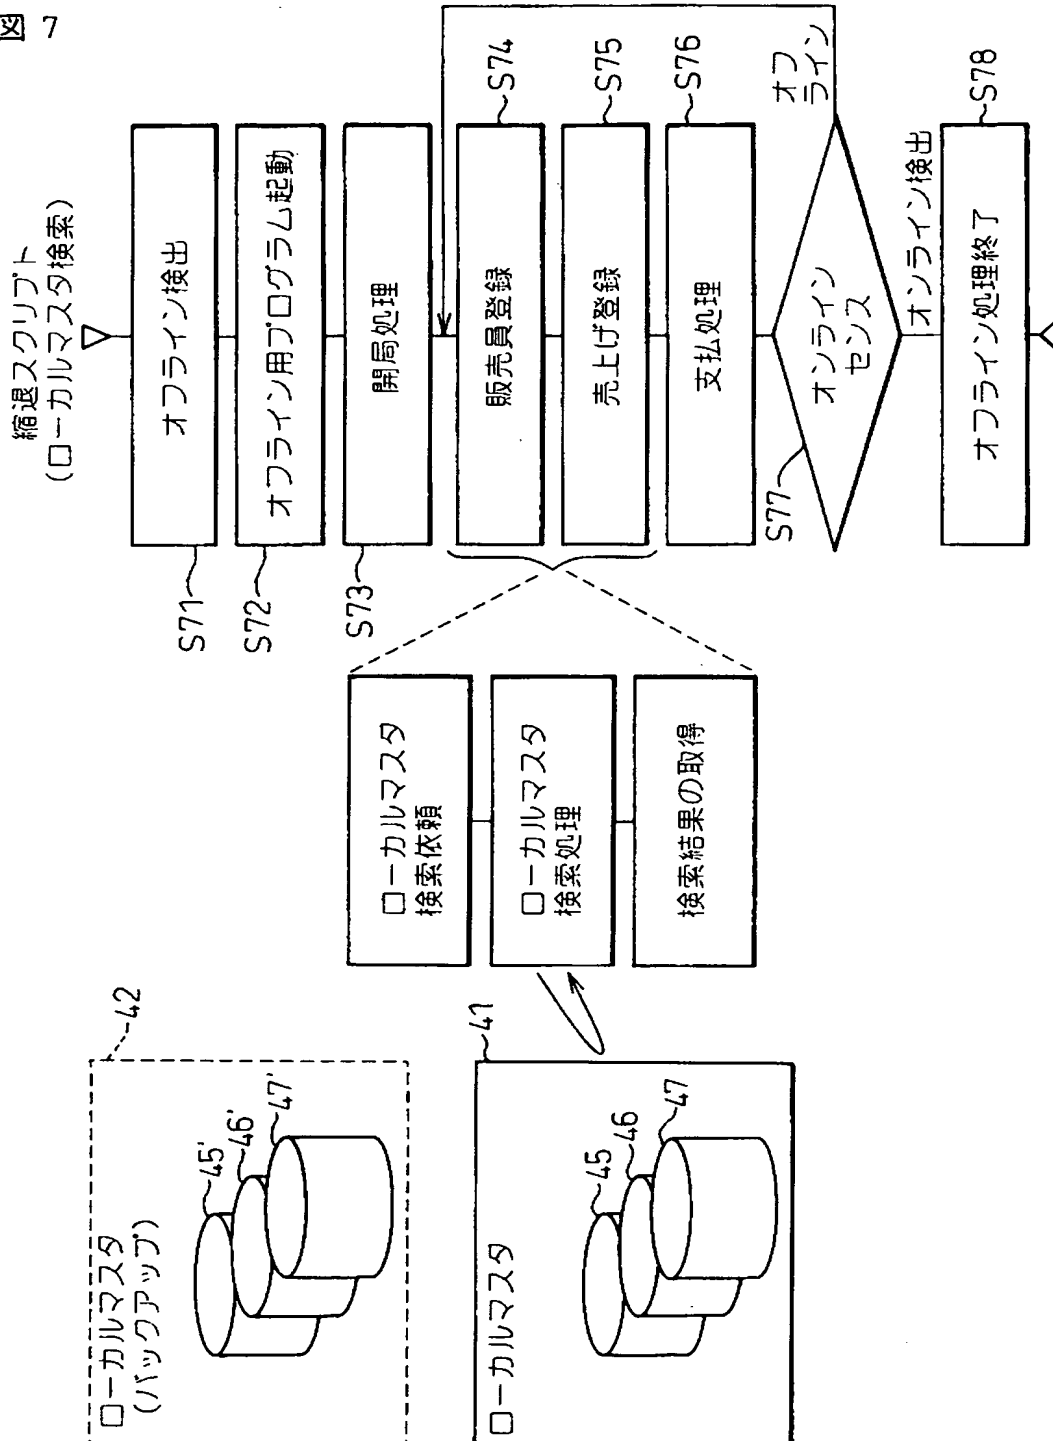 図 7
縮退スクリプト
(ローカルマスタ検索)
オフライン検出
S71
オフライン用プログラム起動
S72
開局処理
S73
販売員登録
S74
売上げ登録
S75
支払処理
S76
オンライン
センス
S77
オフ
ライン
オンライン検出
オフライン処理終了
S78
ローカルマスタ
検索依頼
ローカルマスタ
検索処理
検索結果の取得
ローカルマスタ
(バックアップ)
42
45'
46'
47'
ローカルマスタ
41
45
46
47